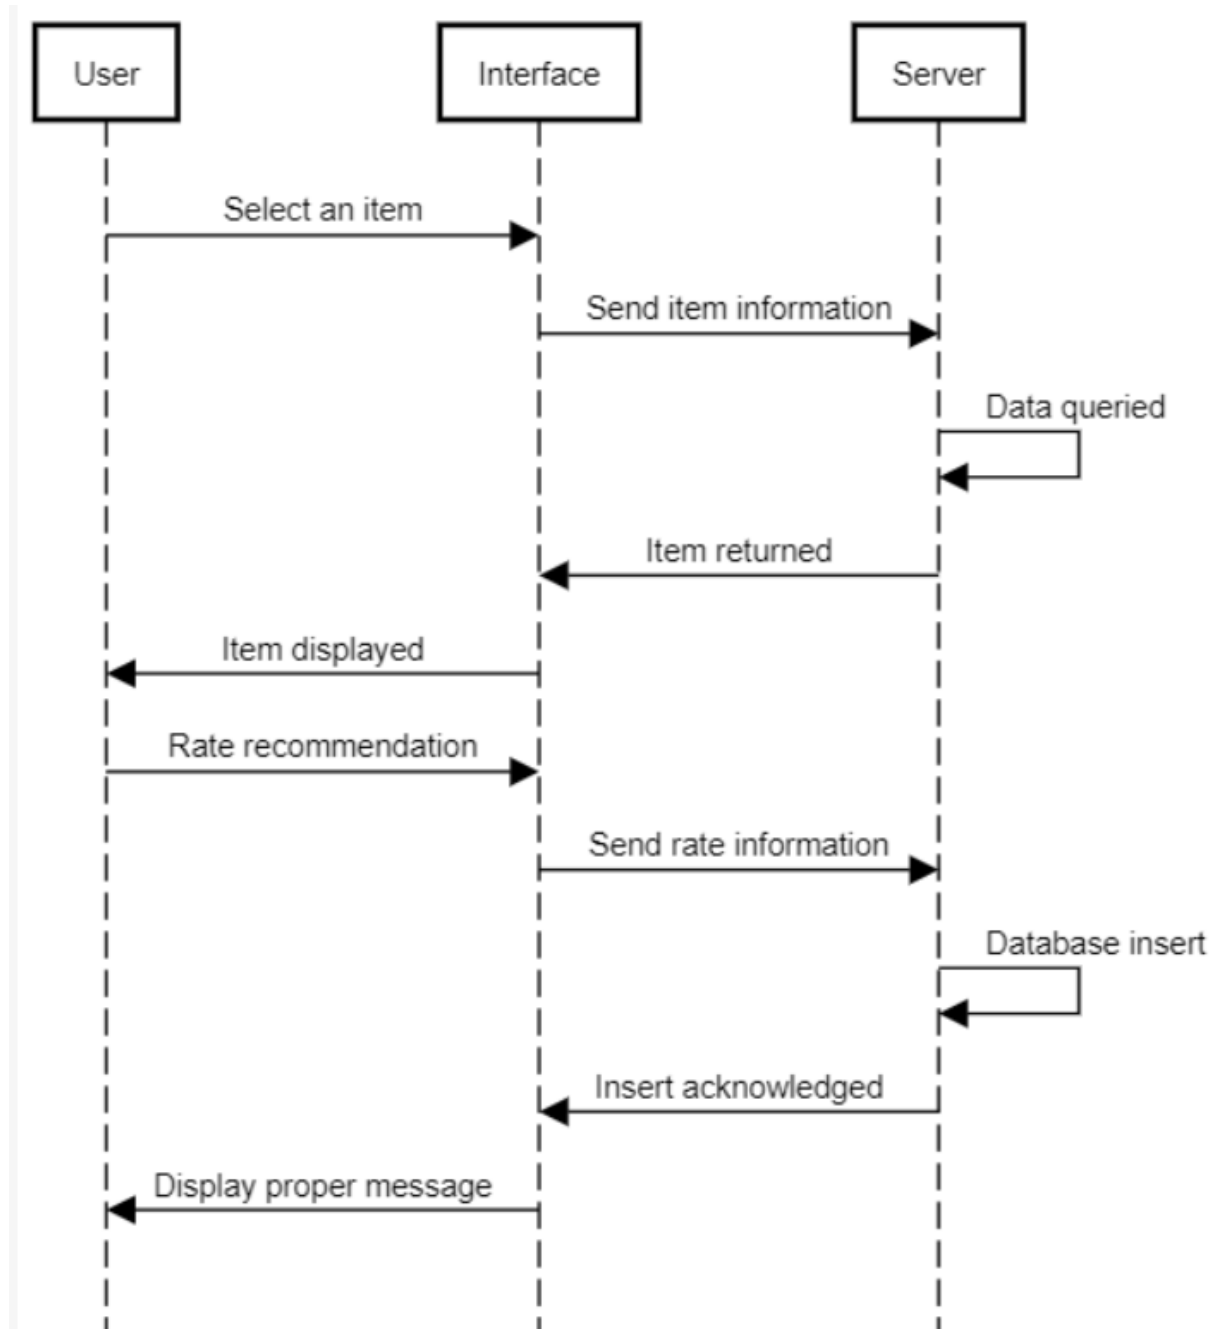 User
Interface
Server
Select an item
Send item information
Data queried
Item returned
Item displayed
Rate recommendation
Send rate information
Database insert
Insert acknowledged
Display proper message